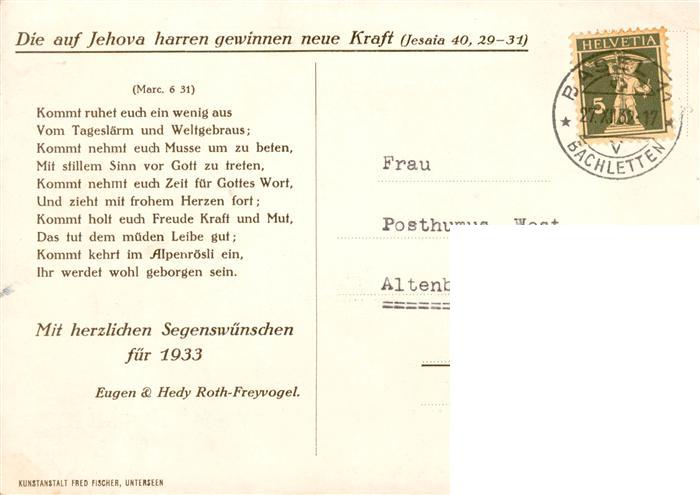 Die auf Jehova harren gewinnen neue Kraft (Jesaia 40, 29-31)
(Marc. 6 31)
Kommt ruhet euch ein wenig aus
Vom Tageslärm und Weltgebraus;
Kommt nehmt euch Musse um zu beten,
Mit stillem Sinn vor Gott zu treten,
Kommt nehmt euch Zeit für Gottes Wort,
Und zieht mit frohem Herzen fort;
Kommt holt euch Freude Kraft und Mut,
Das tut dem müden Leibe gut;
Kommt kehrt im Alpenrösli ein,
Ihr werdet wohl geborgen sein.
Mit herzlichen Segenswünschen
für 1933
Eugen & Hedy Roth-Freyvogel.
KUNSTANSTALT FRED FISCHER, UNTERSEEN
HELVETIA
5
BACHLETTEN
V
Frau
Posthumus West
Altenb